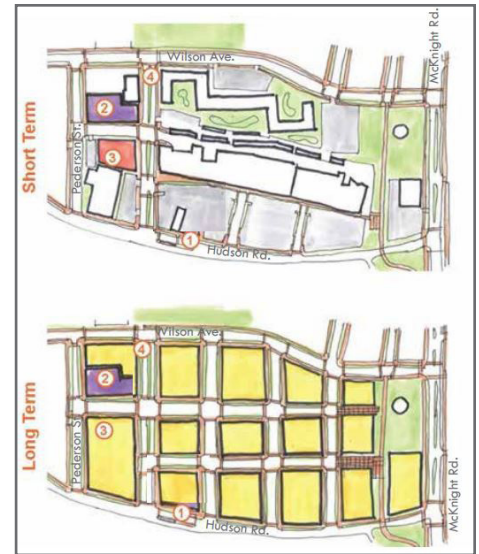 Short Term
Wilson Ave.
McKnight Rd.
4
2
Pederson St.
3
1
Hudson Rd.
Long Term
Wilson Ave.
4
2
3
Pederson St.
1
Hudson Rd.
McKnight Rd.